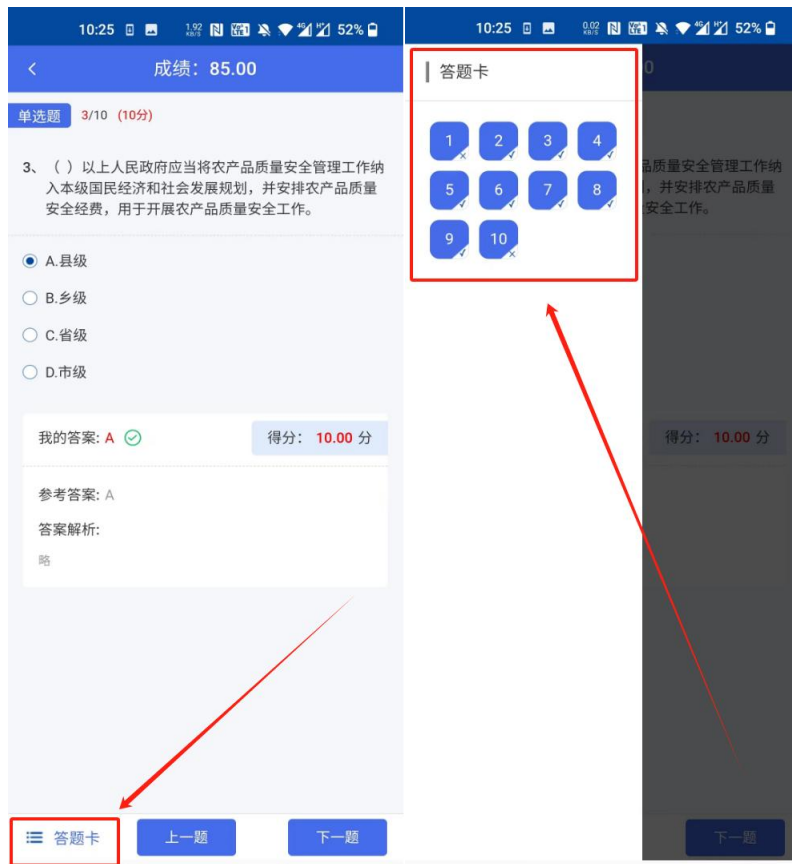 10:25 1.92 KB/S 52%
成绩：85.00
单选题 3/10 (10分)
3、（ ）以上人民政府应当将农产品质量安全管理工作纳
入本级国民经济和社会发展规划，并安排农产品质量
安全经费，用于开展农产品质量安全工作。
A.县级
B.乡级
C.省级
D.市级
我的答案: A
得分： 10.00 分
参考答案: A
答案解析:
略
答题卡
上一题
下一题
10:25 0.02 KB/S 52%
答题卡
0
1 2 3 4
5 6 7 8
9 10
品质量安全管理工作纳
，并安排农产品质量
安全工作。
得分： 10.00 分
下一题